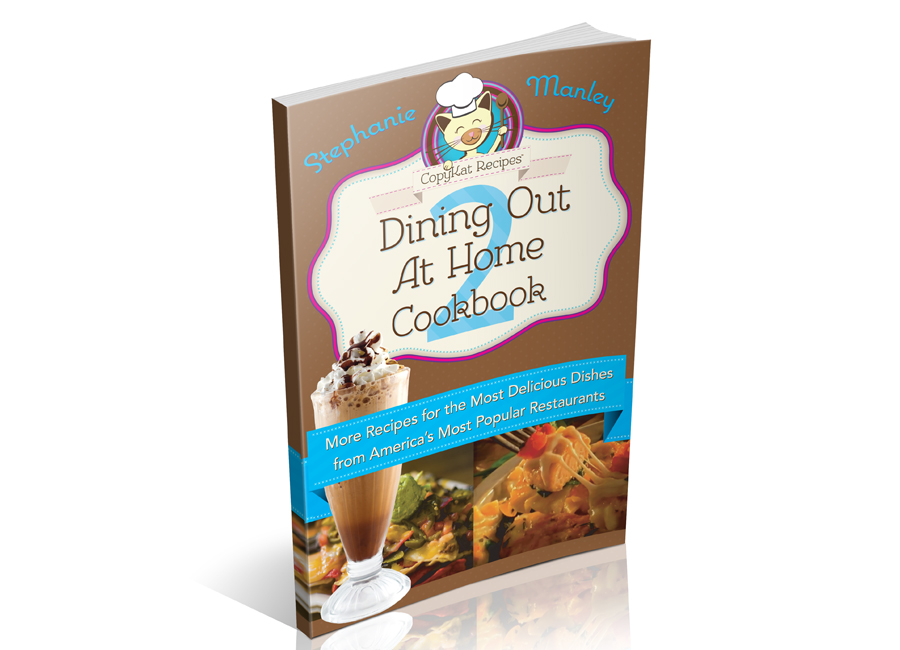 Stephanie Manley
CopyKat Recipes™
2
Dining Out
At Home
Cookbook
More Recipes for the Most Delicious Dishes
from America's Most Popular Restaurants